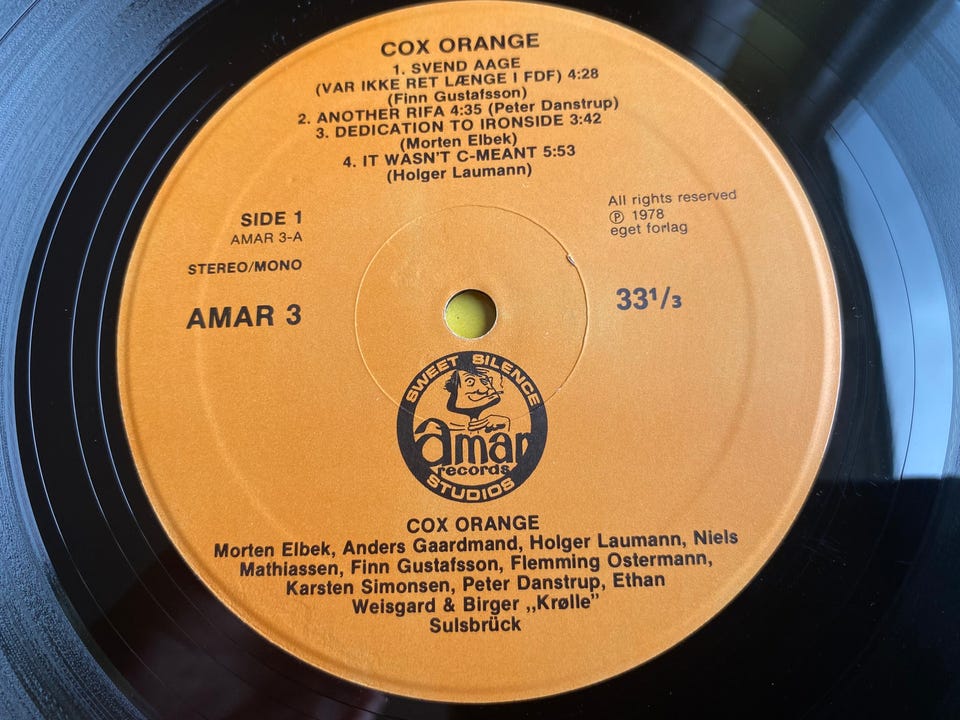 COX ORANGE
1. SVEND AAGE
(VAR IKKE RET LÆNGE I FDF) 4:28
(Finn Gustafsson)
2. ANOTHER RIFA 4:35 (Peter Danstrup)
3. DEDICATION TO IRONSIDE 3:42
(Morten Elbek)
4. IT WASN'T C-MEANT 5:53
(Holger Laumann)
SIDE 1
AMAR 3-A
STEREO/MONO
AMAR 3
All rights reserved
Ⓟ 1978
eget forlag
33¹/₃
SWEET SILENCE
amar
records
STUDIOS
COX ORANGE
Morten Elbek, Anders Gaardmand, Holger Laumann, Niels
Mathiassen, Finn Gustafsson, Flemming Ostermann,
Karsten Simonsen, Peter Danstrup, Ethan
Weisgard & Birger „Krølle”
Sulsbrück